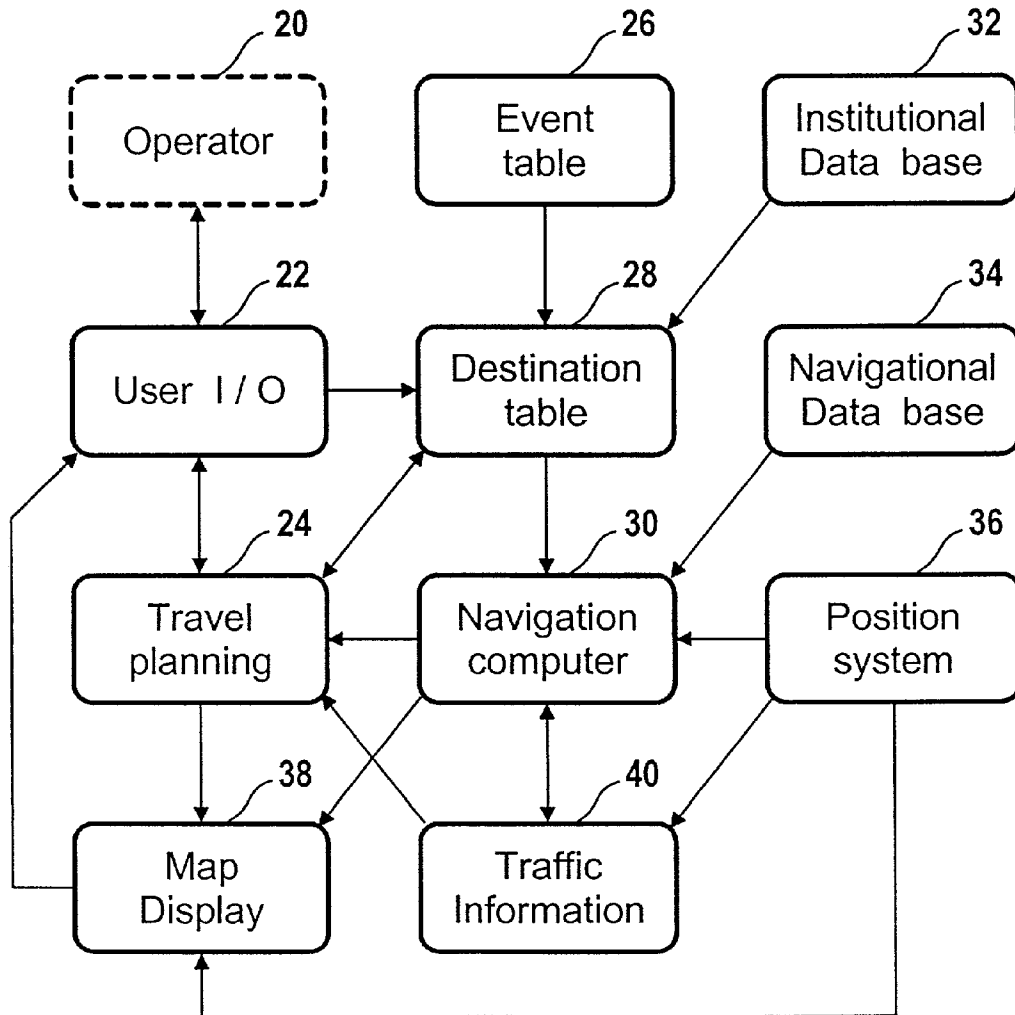 20
26
32
Operator
Event
table
Institutional
Data base
22
28
34
User I / O
Destination
table
Navigational
Data base
24
30
36
Travel
planning
Navigation
computer
Position
system
38
40
Map
Display
Traffic
Information